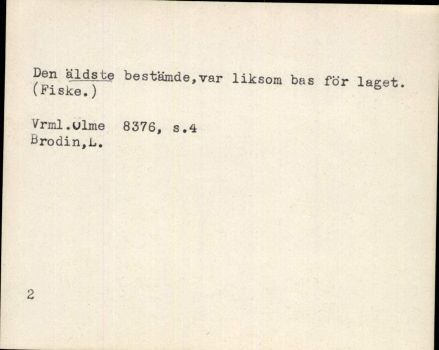 Den äldste bestämde,var liksom bas för laget.
(Fiske.)
Vrml.Ulme 8376, s.4
Brodin,L.
2